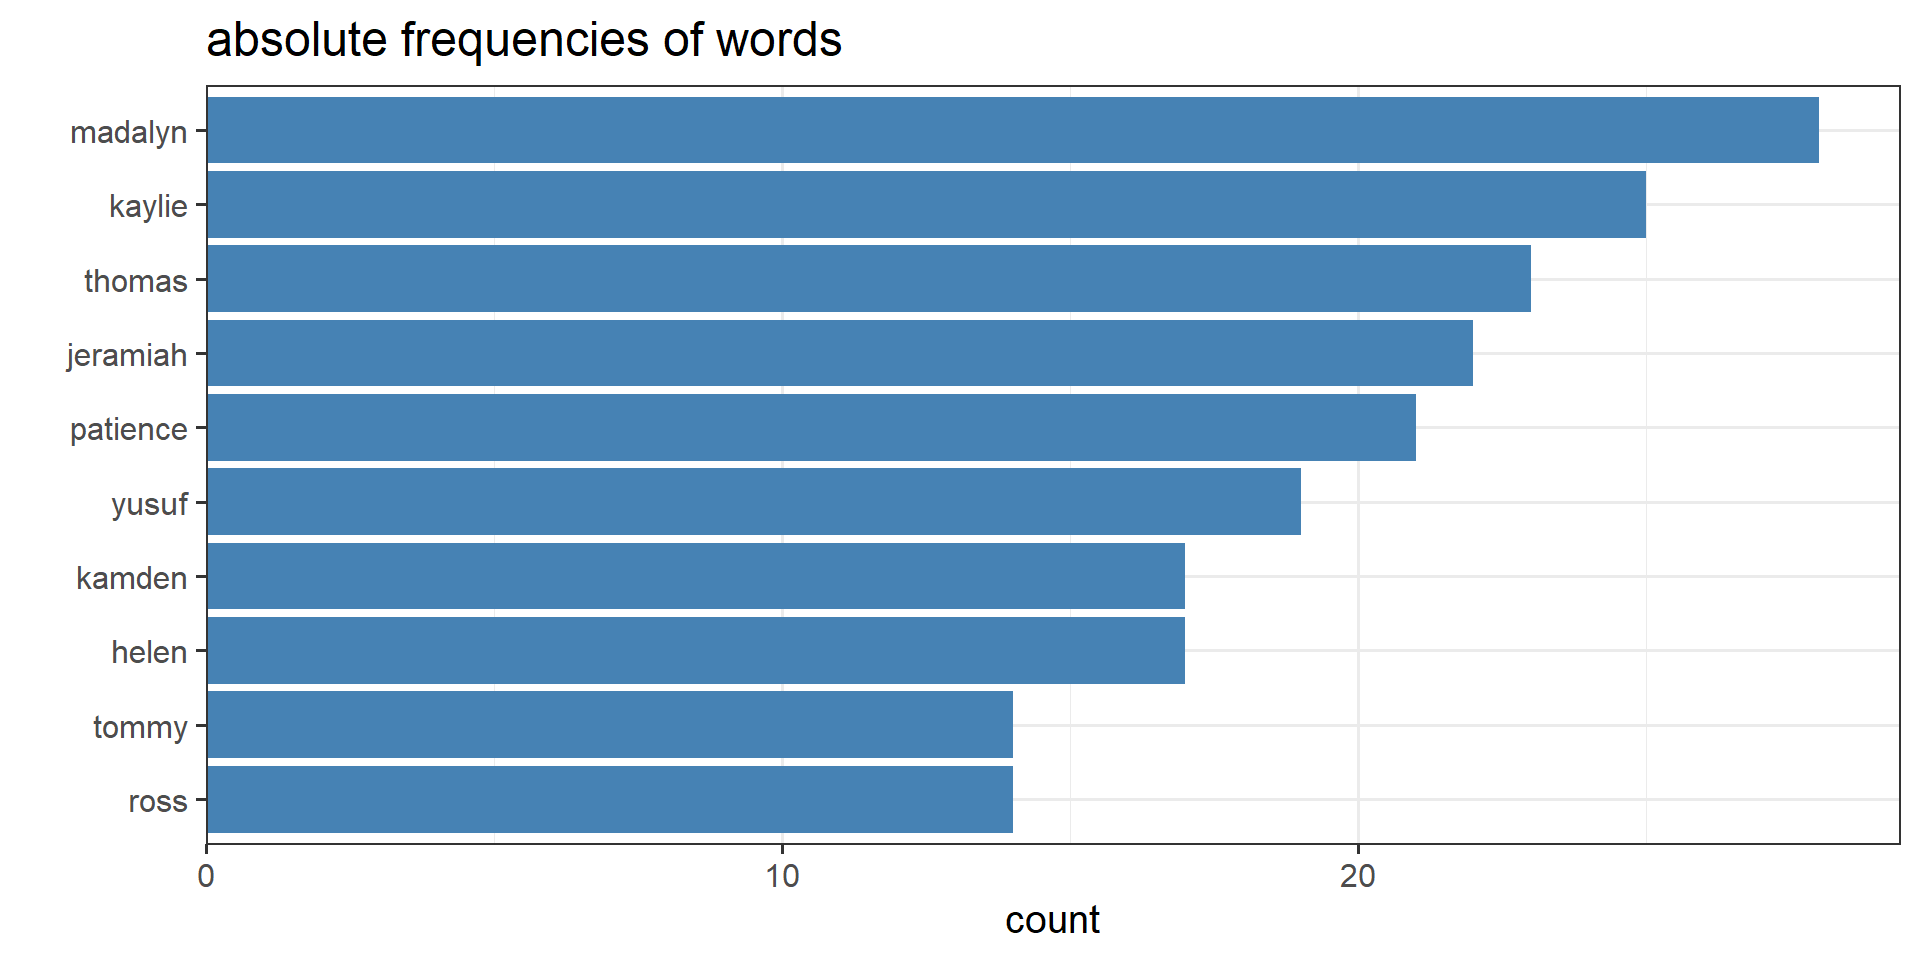 absolute frequencies of words
madalyn
kaylie
thomas
jeramiah
patience
yusuf
kamden
helen
tommy
ross
0 10 20
count